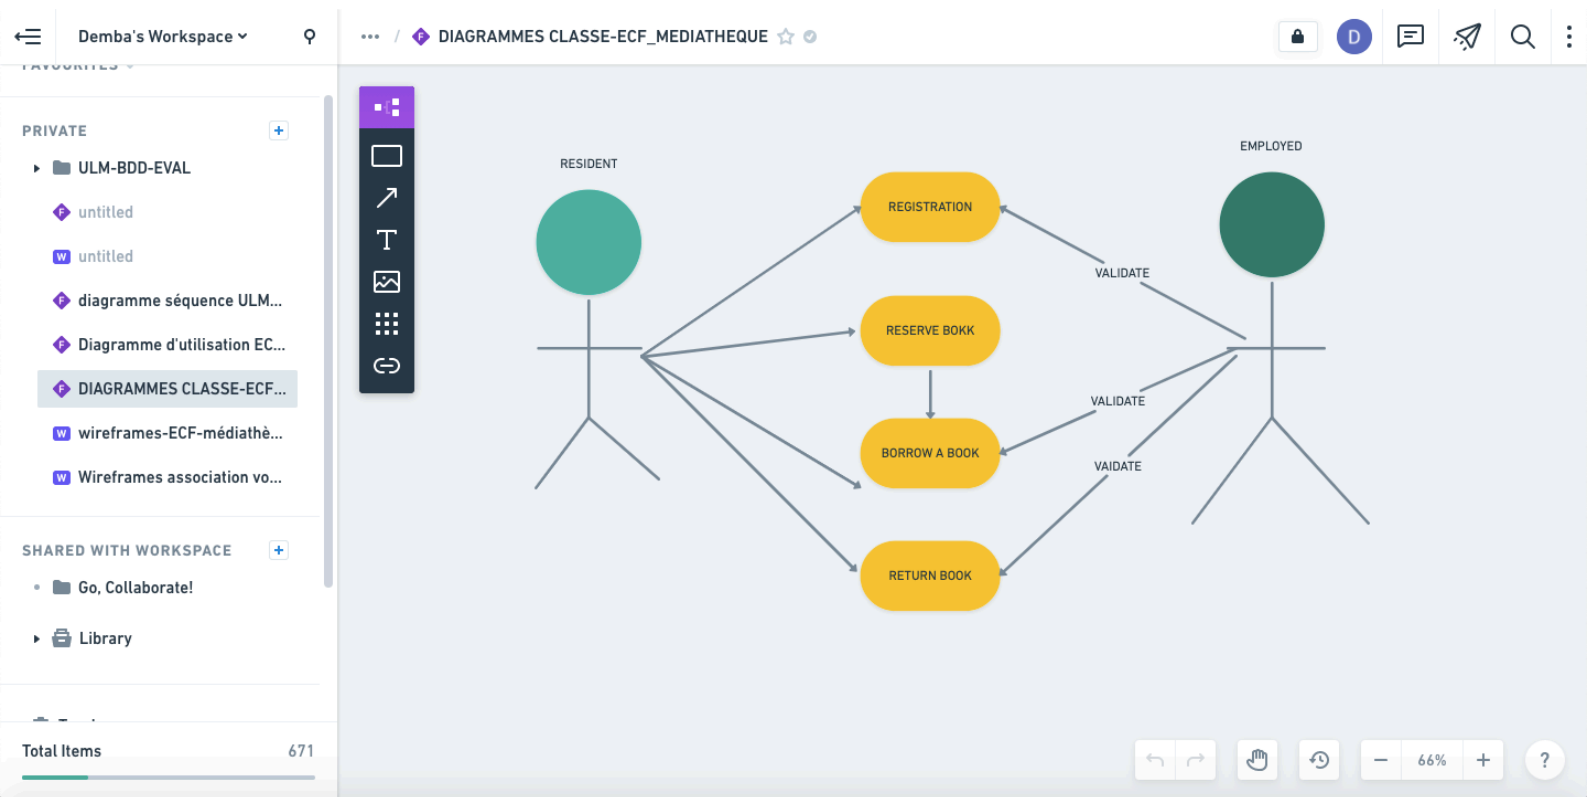 Demba's Workspace
... / DIAGRAMMES CLASSE-ECF_MEDIATHEQUE
D
FAVOURITES
PRIVATE
+
ULM-BDD-EVAL
F untitled
W untitled
F diagramme séquence ULM...
F Diagramme d'utilisation EC...
F DIAGRAMMES CLASSE-ECF...
W wireframes-ECF-médiathè...
W Wireframes association vo...
SHARED WITH WORKSPACE
+
Go, Collaborate!
Library
Total Items 671
T
RESIDENT
EMPLOYED
REGISTRATION
VALIDATE
RESERVE BOKK
VALIDATE
BORROW A BOOK
VAIDATE
RETURN BOOK
− 66% +
?